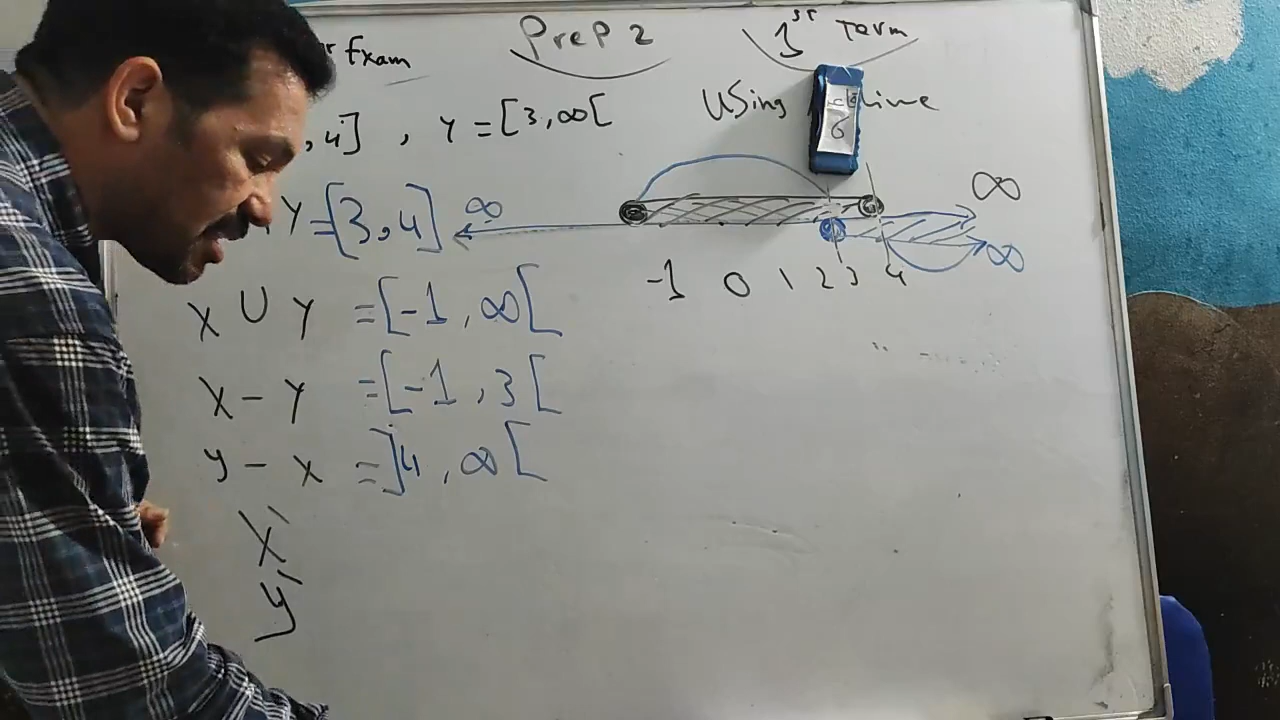 Exam
Prep 2
1st Term
,4] , Y = [3,∞[
Using line
Y = [3,4]
∞
∞
∞
-1 0 1 2 3 4
X ∪ Y = [-1, ∞[
X - Y = [-1, 3[
y - x = ]4, ∞[
X'
y'